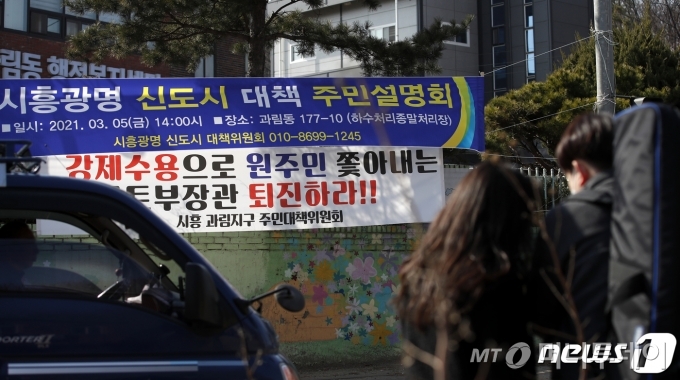 과림동 행정복지센터
시흥광명 신도시 대책 주민설명회
■일시: 2021. 03. 05(금) 14:00시 ■장소: 과림동 177-10 (하수처리종말처리장)
시흥광명 신도시 대책위원회 010-8699-1245
강제수용으로 원주민 쫓아내는
국토부장관 퇴진하라!!
시흥 과림지구 주민대책위원회
PORTER II
news1
MT 머니투데이